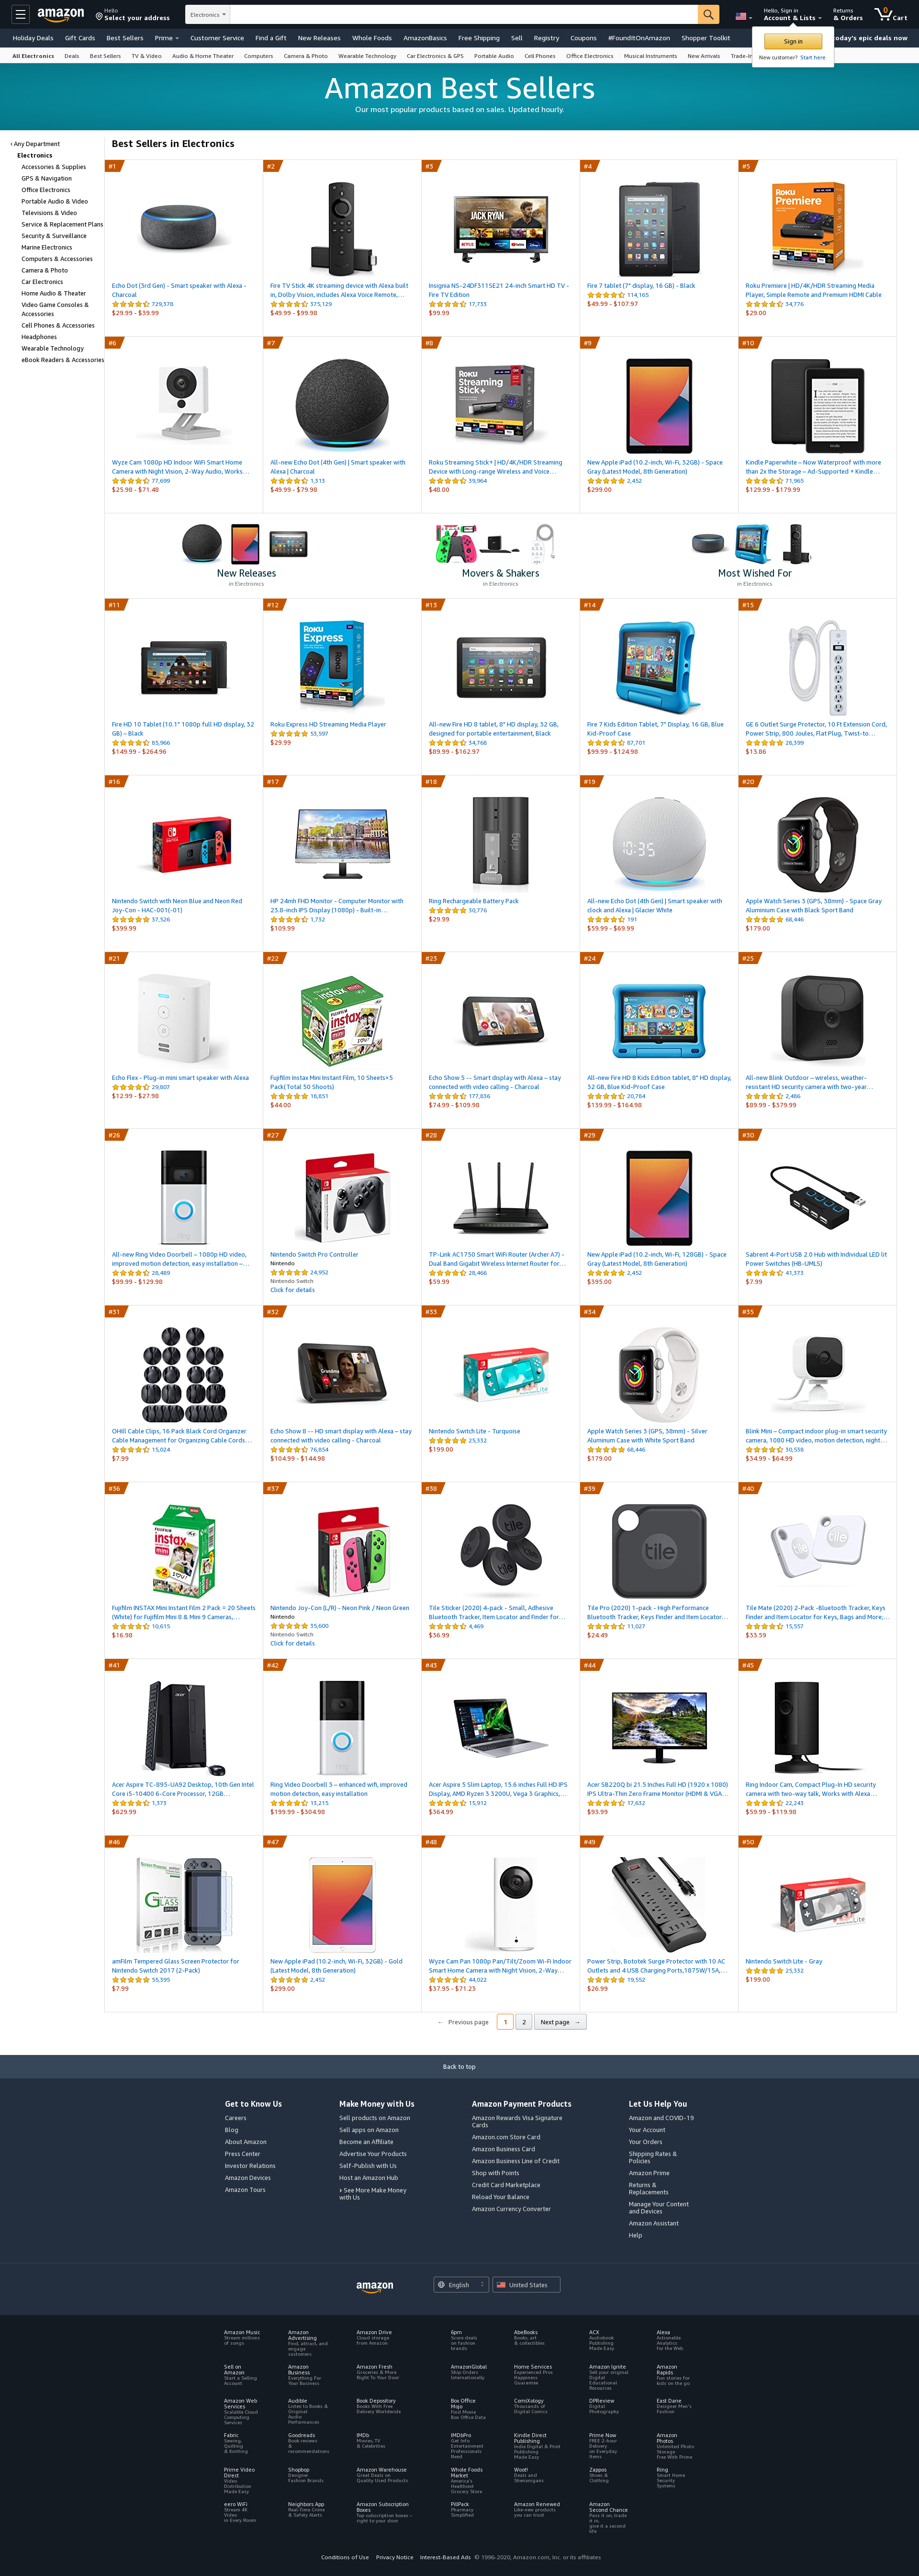 amazon
Hello
Select your address
Electronics
Hello, Sign in
Account & Lists
Returns
& Orders
0
Cart
Holiday Deals
Gift Cards
Best Sellers
Prime
Customer Service
Find a Gift
New Releases
Whole Foods
AmazonBasics
Free Shipping
Sell
Registry
Coupons
#FoundItOnAmazon
Shopper Toolkit
Sign in
New customer? Start here.
today's epic deals now
All Electronics
Deals
Best Sellers
TV & Video
Audio & Home Theater
Computers
Camera & Photo
Wearable Technology
Car Electronics & GPS
Portable Audio
Cell Phones
Office Electronics
Musical Instruments
New Arrivals
Trade-In
Amazon Best Sellers
Our most popular products based on sales. Updated hourly.
‹ Any Department
Electronics
Accessories & Supplies
GPS & Navigation
Office Electronics
Portable Audio & Video
Televisions & Video
Service & Replacement Plans
Security & Surveillance
Marine Electronics
Computers & Accessories
Camera & Photo
Car Electronics
Home Audio & Theater
Video Game Consoles &
Accessories
Cell Phones & Accessories
Headphones
Wearable Technology
eBook Readers & Accessories
Best Sellers in Electronics
#1
Echo Dot (3rd Gen) - Smart speaker with Alexa -
Charcoal
729,378
$29.99 - $39.99
#2
Fire TV Stick 4K streaming device with Alexa built
in, Dolby Vision, includes Alexa Voice Remote,…
375,129
$49.99 - $99.98
#3
JACK RYAN
Insignia NS-24DF311SE21 24-inch Smart HD TV -
Fire TV Edition
17,733
$99.99
#4
Fire 7 tablet (7" display, 16 GB) - Black
114,165
$49.99 - $107.97
#5
Roku
Premiere
Roku Premiere | HD/4K/HDR Streaming Media
Player, Simple Remote and Premium HDMI Cable
34,776
$29.00
#6
Wyze Cam 1080p HD Indoor WiFi Smart Home
Camera with Night Vision, 2-Way Audio, Works…
77,699
$25.98 - $71.48
#7
All-new Echo Dot (4th Gen) | Smart speaker with
Alexa | Charcoal
1,313
$49.99 - $79.98
#8
Roku
Streaming
Stick+
Roku Streaming Stick+ | HD/4K/HDR Streaming
Device with Long-range Wireless and Voice…
39,964
$48.00
#9
New Apple iPad (10.2-inch, Wi-Fi, 32GB) - Space
Gray (Latest Model, 8th Generation)
2,452
$299.00
#10
Kindle Paperwhite – Now Waterproof with more
than 2x the Storage – Ad-Supported + Kindle…
71,965
$129.99 - $179.99
New Releases
in Electronics
Movers & Shakers
in Electronics
Most Wished For
in Electronics
#11
Fire HD 10 Tablet (10.1" 1080p full HD display, 32
GB) – Black
85,966
$149.99 - $264.96
#12
Roku
Express
Roku Express HD Streaming Media Player
53,597
$29.99
#13
All-new Fire HD 8 tablet, 8" HD display, 32 GB,
designed for portable entertainment, Black
34,768
$89.99 - $162.97
#14
Fire 7 Kids Edition Tablet, 7" Display, 16 GB, Blue
Kid-Proof Case
87,701
$99.99 - $124.98
#15
GE 6 Outlet Surge Protector, 10 Ft Extension Cord,
Power Strip, 800 Joules, Flat Plug, Twist-to…
28,399
$13.86
#16
Nintendo Switch with Neon Blue and Neon Red
Joy-Con - HAC-001(-01)
37,526
$399.99
#17
HP 24mh FHD Monitor - Computer Monitor with
23.8-inch IPS Display (1080p) - Built-in…
1,732
$109.99
#18
ring
Ring Rechargeable Battery Pack
30,776
$29.99
#19
10:35
All-new Echo Dot (4th Gen) | Smart speaker with
clock and Alexa | Glacier White
191
$59.99 - $69.99
#20
Apple Watch Series 3 (GPS, 38mm) - Space Gray
Aluminium Case with Black Sport Band
68,446
$179.00
#21
Echo Flex - Plug-in mini smart speaker with Alexa
29,807
$12.99 - $27.98
#22
instax
mini
Fujifilm Instax Mini Instant Film, 10 Sheets×5
Pack(Total 50 Shoots)
18,851
$44.00
#23
Echo Show 5 -- Smart display with Alexa – stay
connected with video calling - Charcoal
177,836
$74.99 - $109.98
#24
All-new Fire HD 8 Kids Edition tablet, 8" HD display,
32 GB, Blue Kid-Proof Case
20,784
$139.99 - $164.98
#25
All-new Blink Outdoor – wireless, weather-
resistant HD security camera with two-year…
2,486
$89.99 - $379.99
#26
All-new Ring Video Doorbell – 1080p HD video,
improved motion detection, easy installation –…
28,489
$99.99 - $129.98
#27
Nintendo Switch Pro Controller
Nintendo
24,952
Nintendo Switch
Click for details
#28
TP-Link AC1750 Smart WiFi Router (Archer A7) -
Dual Band Gigabit Wireless Internet Router for…
28,466
$59.99
#29
New Apple iPad (10.2-inch, Wi-Fi, 128GB) - Space
Gray (Latest Model, 8th Generation)
2,452
$395.00
#30
Sabrent 4-Port USB 2.0 Hub with Individual LED lit
Power Switches (HB-UMLS)
41,373
$7.99
#31
OHill Cable Clips, 16 Pack Black Cord Organizer
Cable Management for Organizing Cable Cords…
15,024
$7.99
#32
Grandma
Echo Show 8 -- HD smart display with Alexa – stay
connected with video calling - Charcoal
76,854
$104.99 - $144.98
#33
Nintendo Switch Lite - Turquoise
25,332
$199.00
#34
Apple Watch Series 3 (GPS, 38mm) - Silver
Aluminum Case with White Sport Band
68,446
$179.00
#35
Blink Mini – Compact indoor plug-in smart security
camera, 1080 HD video, motion detection, night…
30,538
$34.99 - $64.99
#36
instax
mini
Fujifilm INSTAX Mini Instant Film 2 Pack = 20 Sheets
(White) for Fujifilm Mini 8 & Mini 9 Cameras,…
10,615
$16.98
#37
Nintendo Joy-Con (L/R) - Neon Pink / Neon Green
Nintendo
35,600
Nintendo Switch
Click for details
#38
tile
Tile Sticker (2020) 4-pack - Small, Adhesive
Bluetooth Tracker, Item Locator and Finder for…
4,469
$36.99
#39
tile
Tile Pro (2020) 1-pack - High Performance
Bluetooth Tracker, Keys Finder and Item Locator…
11,027
$24.49
#40
tile
Tile Mate (2020) 2-Pack -Bluetooth Tracker, Keys
Finder and Item Locator for Keys, Bags and More;…
15,557
$33.59
#41
Acer Aspire TC-895-UA92 Desktop, 10th Gen Intel
Core i5-10400 6-Core Processor, 12GB…
1,373
$629.99
#42
Ring Video Doorbell 3 – enhanced wifi, improved
motion detection, easy installation
13,215
$199.99 - $304.98
#43
Acer Aspire 5 Slim Laptop, 15.6 inches Full HD IPS
Display, AMD Ryzen 3 3200U, Vega 3 Graphics,…
15,912
$364.99
#44
Acer SB220Q bi 21.5 Inches Full HD (1920 x 1080)
IPS Ultra-Thin Zero Frame Monitor (HDMI & VGA…
17,632
$93.99
#45
Ring Indoor Cam, Compact Plug-In HD security
camera with two-way talk, Works with Alexa…
22,243
$59.99 - $119.98
#46
GLASS
amFilm Tempered Glass Screen Protector for
Nintendo Switch 2017 (2-Pack)
55,395
$7.99
#47
New Apple iPad (10.2-inch, Wi-Fi, 32GB) - Gold
(Latest Model, 8th Generation)
2,452
$299.00
#48
Wyze Cam Pan 1080p Pan/Tilt/Zoom Wi-Fi Indoor
Smart Home Camera with Night Vision, 2-Way…
44,022
$37.95 - $71.23
#49
Power Strip, Bototek Surge Protector with 10 AC
Outlets and 4 USB Charging Ports,1875W/15A,…
19,552
$26.99
#50
Nintendo Switch Lite - Gray
25,332
$199.00
← Previous page
1
2
Next page →
Back to top
Get to Know Us
Careers
Blog
About Amazon
Press Center
Investor Relations
Amazon Devices
Amazon Tours
Make Money with Us
Sell products on Amazon
Sell apps on Amazon
Become an Affiliate
Advertise Your Products
Self-Publish with Us
Host an Amazon Hub
› See More Make Money
with Us
Amazon Payment Products
Amazon Rewards Visa Signature
Cards
Amazon.com Store Card
Amazon Business Card
Amazon Business Line of Credit
Shop with Points
Credit Card Marketplace
Reload Your Balance
Amazon Currency Converter
Let Us Help You
Amazon and COVID-19
Your Account
Your Orders
Shipping Rates &
Policies
Amazon Prime
Returns &
Replacements
Manage Your Content
and Devices
Amazon Assistant
Help
amazon
English
United States
Amazon Music
Stream millions
of songs
Amazon
Advertising
Find, attract, and
engage
customers
Amazon Drive
Cloud storage
from Amazon
6pm
Score deals
on fashion
brands
AbeBooks
Books, art
& collectibles
ACX
Audiobook
Publishing
Made Easy
Alexa
Actionable
Analytics
for the Web
Sell on
Amazon
Start a Selling
Account
Amazon
Business
Everything For
Your Business
Amazon Fresh
Groceries & More
Right To Your Door
AmazonGlobal
Ship Orders
Internationally
Home Services
Experienced Pros
Happiness
Guarantee
Amazon Ignite
Sell your original
Digital
Educational
Resources
Amazon
Rapids
Fun stories for
kids on the go
Amazon Web
Services
Scalable Cloud
Computing
Services
Audible
Listen to Books &
Original
Audio
Performances
Book Depository
Books With Free
Delivery Worldwide
Box Office
Mojo
Find Movie
Box Office Data
ComiXology
Thousands of
Digital Comics
DPReview
Digital
Photography
East Dane
Designer Men's
Fashion
Fabric
Sewing,
Quilting
& Knitting
Goodreads
Book reviews
&
recommendations
IMDb
Movies, TV
& Celebrities
IMDbPro
Get Info
Entertainment
Professionals
Need
Kindle Direct
Publishing
Indie Digital & Print
Publishing
Made Easy
Prime Now
FREE 2-hour
Delivery
on Everyday
Items
Amazon
Photos
Unlimited Photo
Storage
Free With Prime
Prime Video
Direct
Video
Distribution
Made Easy
Shopbop
Designer
Fashion Brands
Amazon Warehouse
Great Deals on
Quality Used Products
Whole Foods
Market
America's
Healthiest
Grocery Store
Woot!
Deals and
Shenanigans
Zappos
Shoes &
Clothing
Ring
Smart Home
Security
Systems
eero WiFi
Stream 4K
Video
in Every Room
Neighbors App
Real-Time Crime
& Safety Alerts
Amazon Subscription
Boxes
Top subscription boxes –
right to your door
PillPack
Pharmacy
Simplified
Amazon Renewed
Like-new products
you can trust
Amazon
Second Chance
Pass it on, trade
it in,
give it a second
life
Conditions of Use
Privacy Notice
Interest-Based Ads
© 1996-2020, Amazon.com, Inc. or its affiliates